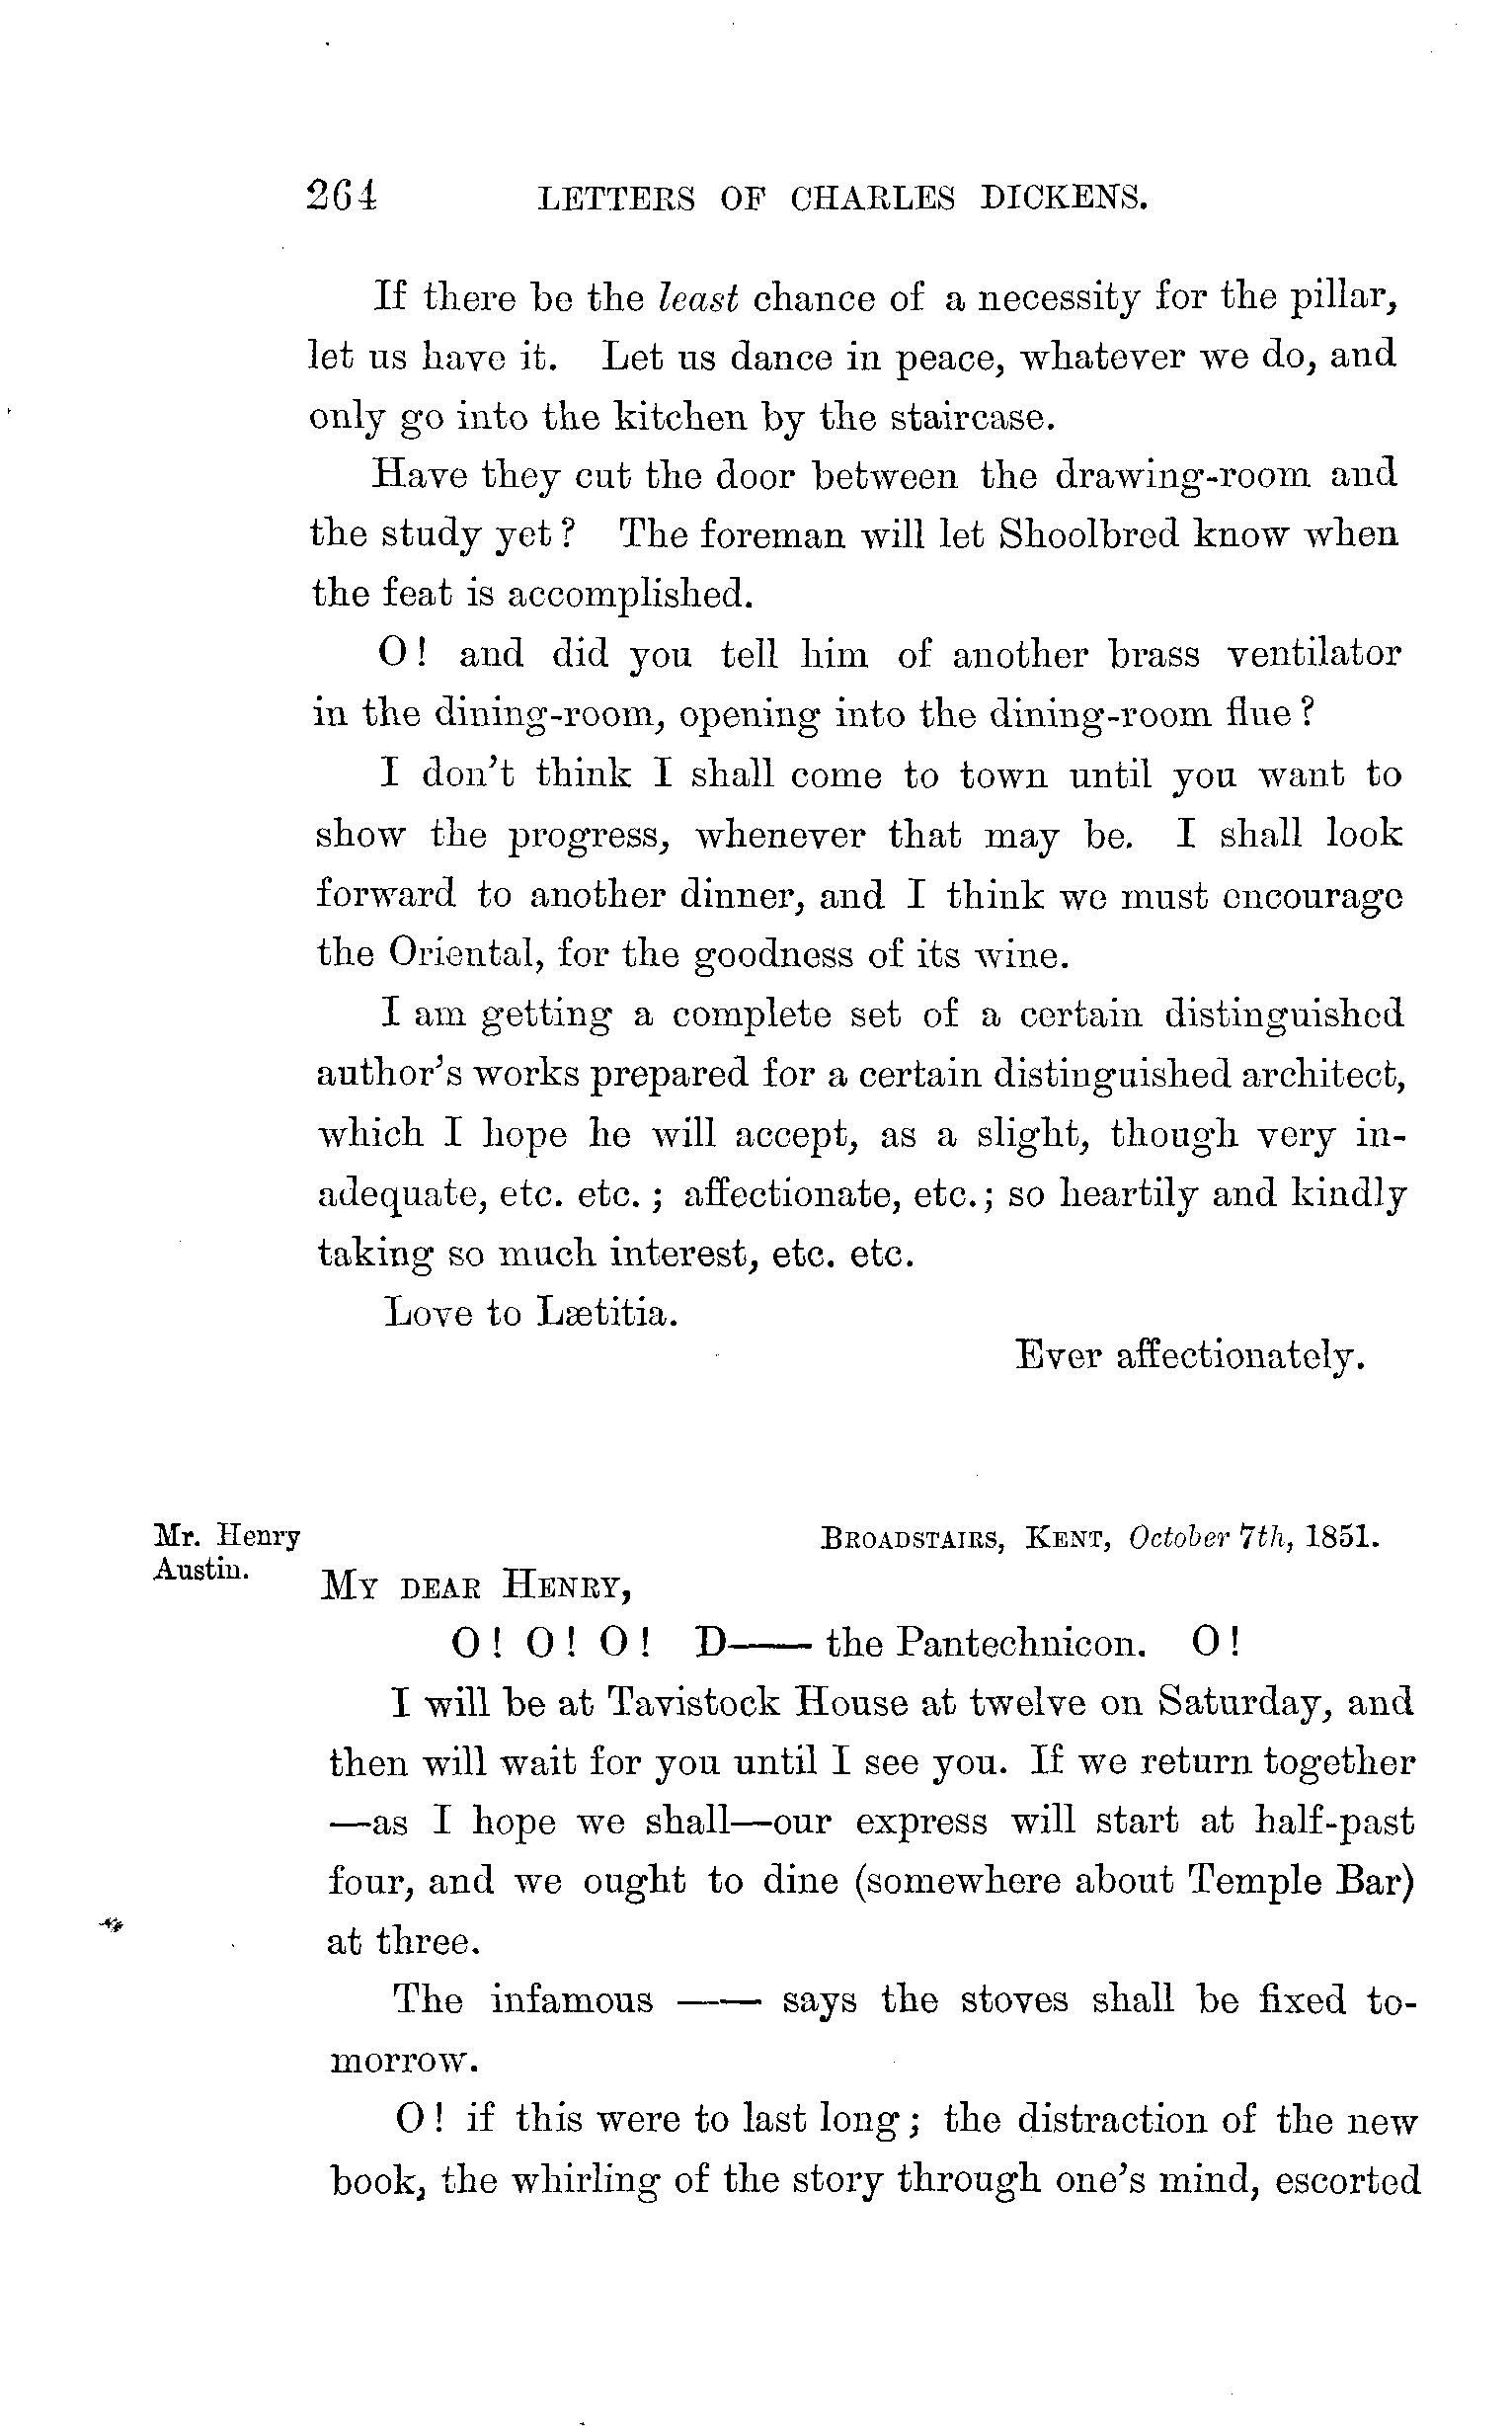 264 LETTERS OF CHARLES DICKENS.
If there be the least chance of a necessity for the pillar,
let us have it. Let us dance in peace, whatever we do, and
only go into the kitchen by the staircase.
Have they cut the door between the drawing-room and
the study yet? The foreman will let Shoolbred know when
the feat is accomplished.
O! and did you tell him of another brass ventilator
in the dining-room, opening into the dining-room flue?
I don't think I shall come to town until you want to
show the progress, whenever that may be. I shall look
forward to another dinner, and I think we must encourage
the Oriental, for the goodness of its wine.
I am getting a complete set of a certain distinguished
author's works prepared for a certain distinguished architect,
which I hope he will accept, as a slight, though very in-
adequate, etc. etc.; affectionate, etc.; so heartily and kindly
taking so much interest, etc. etc.
Love to Lætitia.
Ever affectionately.
Mr. Henry
Austin.
BROADSTAIRS, KENT, October 7th, 1851.
MY DEAR HENRY,
O! O! O! D—— the Pantechnicon. O!
I will be at Tavistock House at twelve on Saturday, and
then will wait for you until I see you. If we return together
—as I hope we shall—our express will start at half-past
four, and we ought to dine (somewhere about Temple Bar)
at three.
The infamous —— says the stoves shall be fixed to-
morrow.
O! if this were to last long; the distraction of the new
book, the whirling of the story through one's mind, escorted